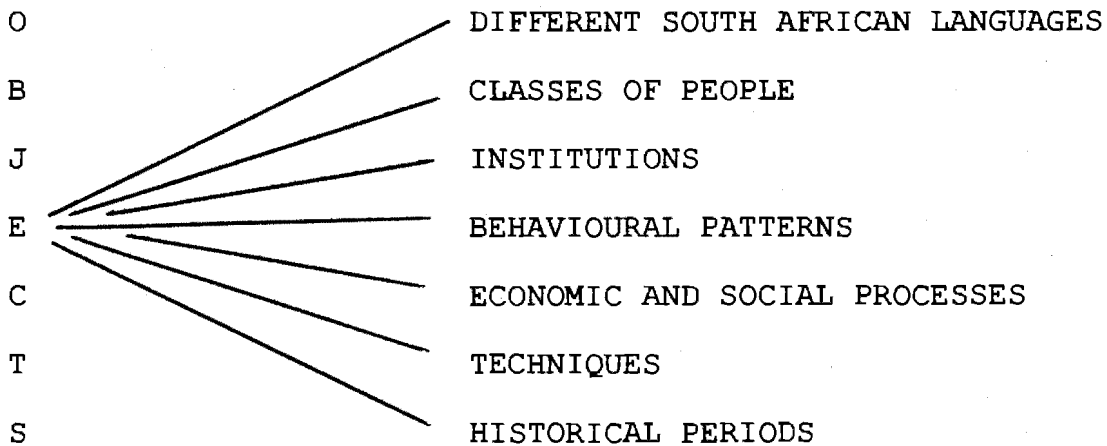 O DIFFERENT SOUTH AFRICAN LANGUAGES
B CLASSES OF PEOPLE
J INSTITUTIONS
E BEHAVIOURAL PATTERNS
C ECONOMIC AND SOCIAL PROCESSES
T TECHNIQUES
S HISTORICAL PERIODS